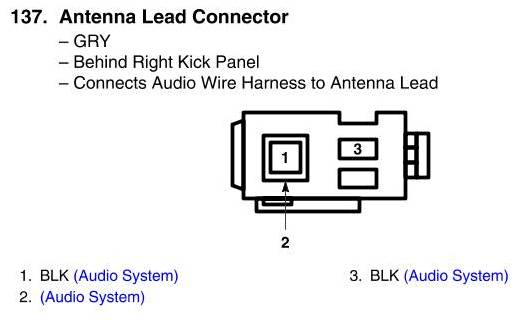 137. Antenna Lead Connector
– GRY
– Behind Right Kick Panel
– Connects Audio Wire Harness to Antenna Lead
1
3
2
1. BLK (Audio System)
2. (Audio System)
3. BLK (Audio System)